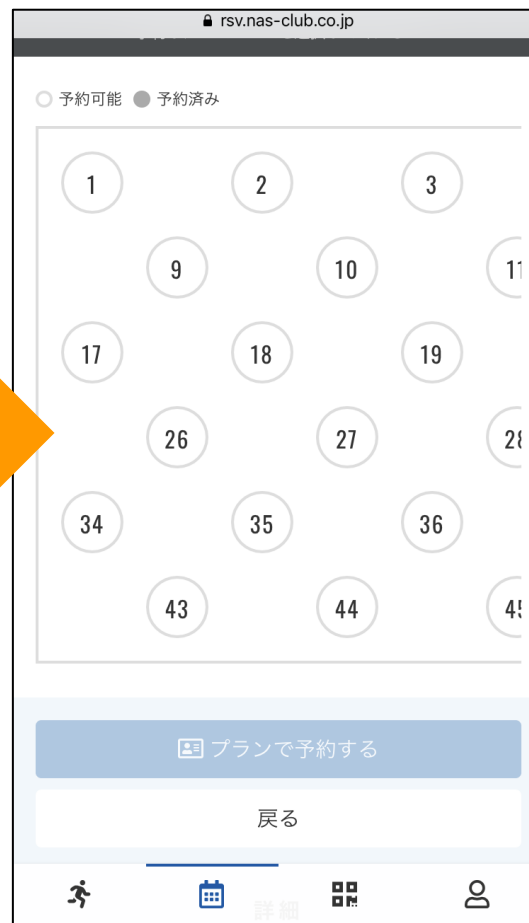 rsv.nas-club.co.jp
予約可能 予約済み
1 2 3
9 10 11
17 18 19
26 27
34 35 36
43 44
プランで予約する
戻る
詳細